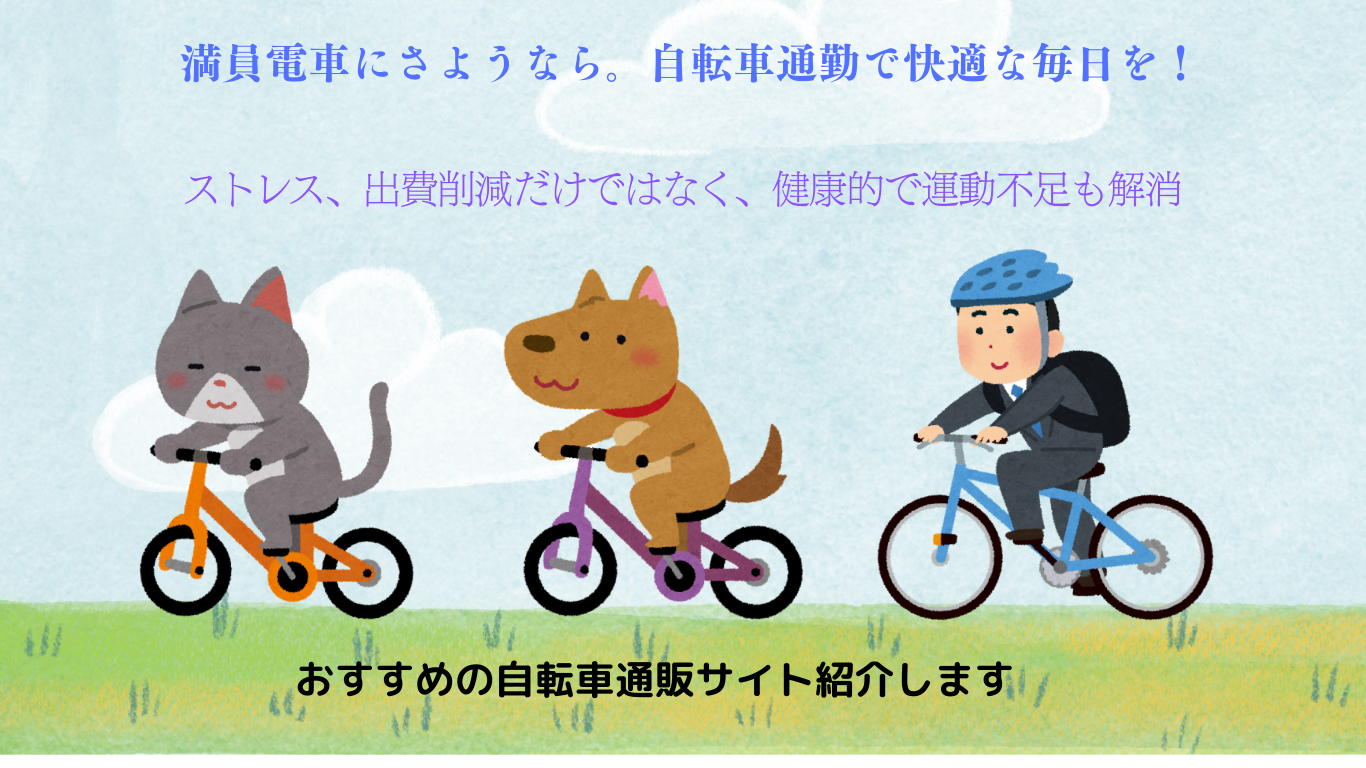 満員電車にさようなら。自転車通勤で快適な毎日を！
ストレス、出費削減だけではなく、健康的で運動不足も解消
おすすめの自転車通販サイト紹介します